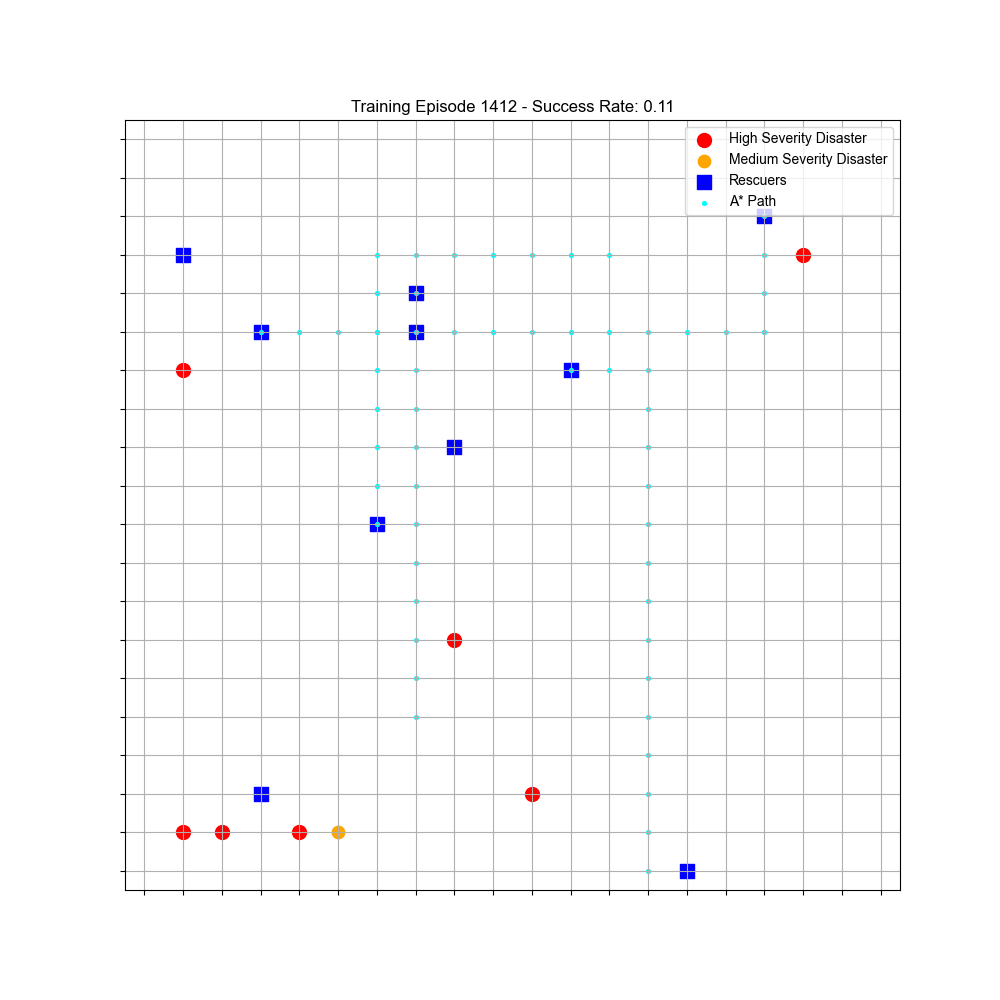 Training Episode 1412 - Success Rate: 0.11
High Severity Disaster
Medium Severity Disaster
Rescuers
A* Path